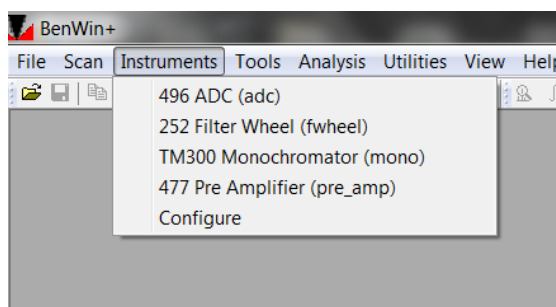 BenWin+
File Scan Instruments Tools Analysis Utilities View Help
496 ADC (adc)
252 Filter Wheel (fwheel)
TM300 Monochromator (mono)
477 Pre Amplifier (pre_amp)
Configure